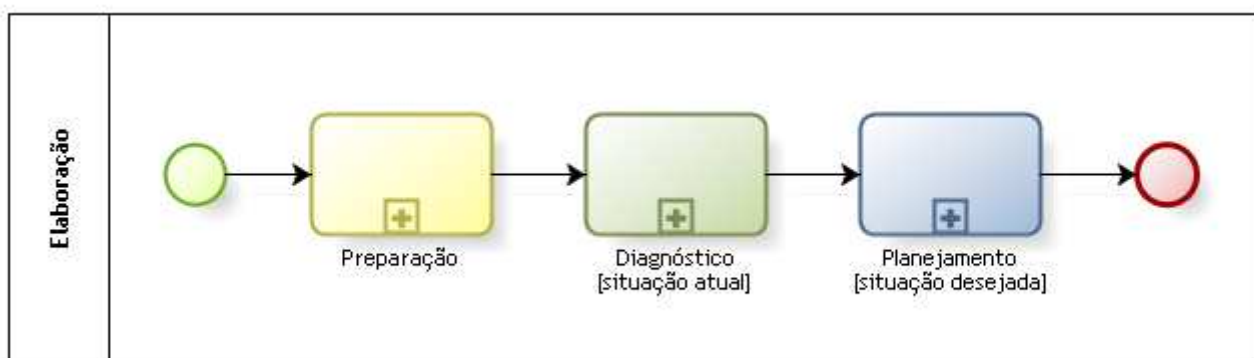 Elaboração
Preparação
Diagnóstico
[situação atual]
Planejamento
[situação desejada]